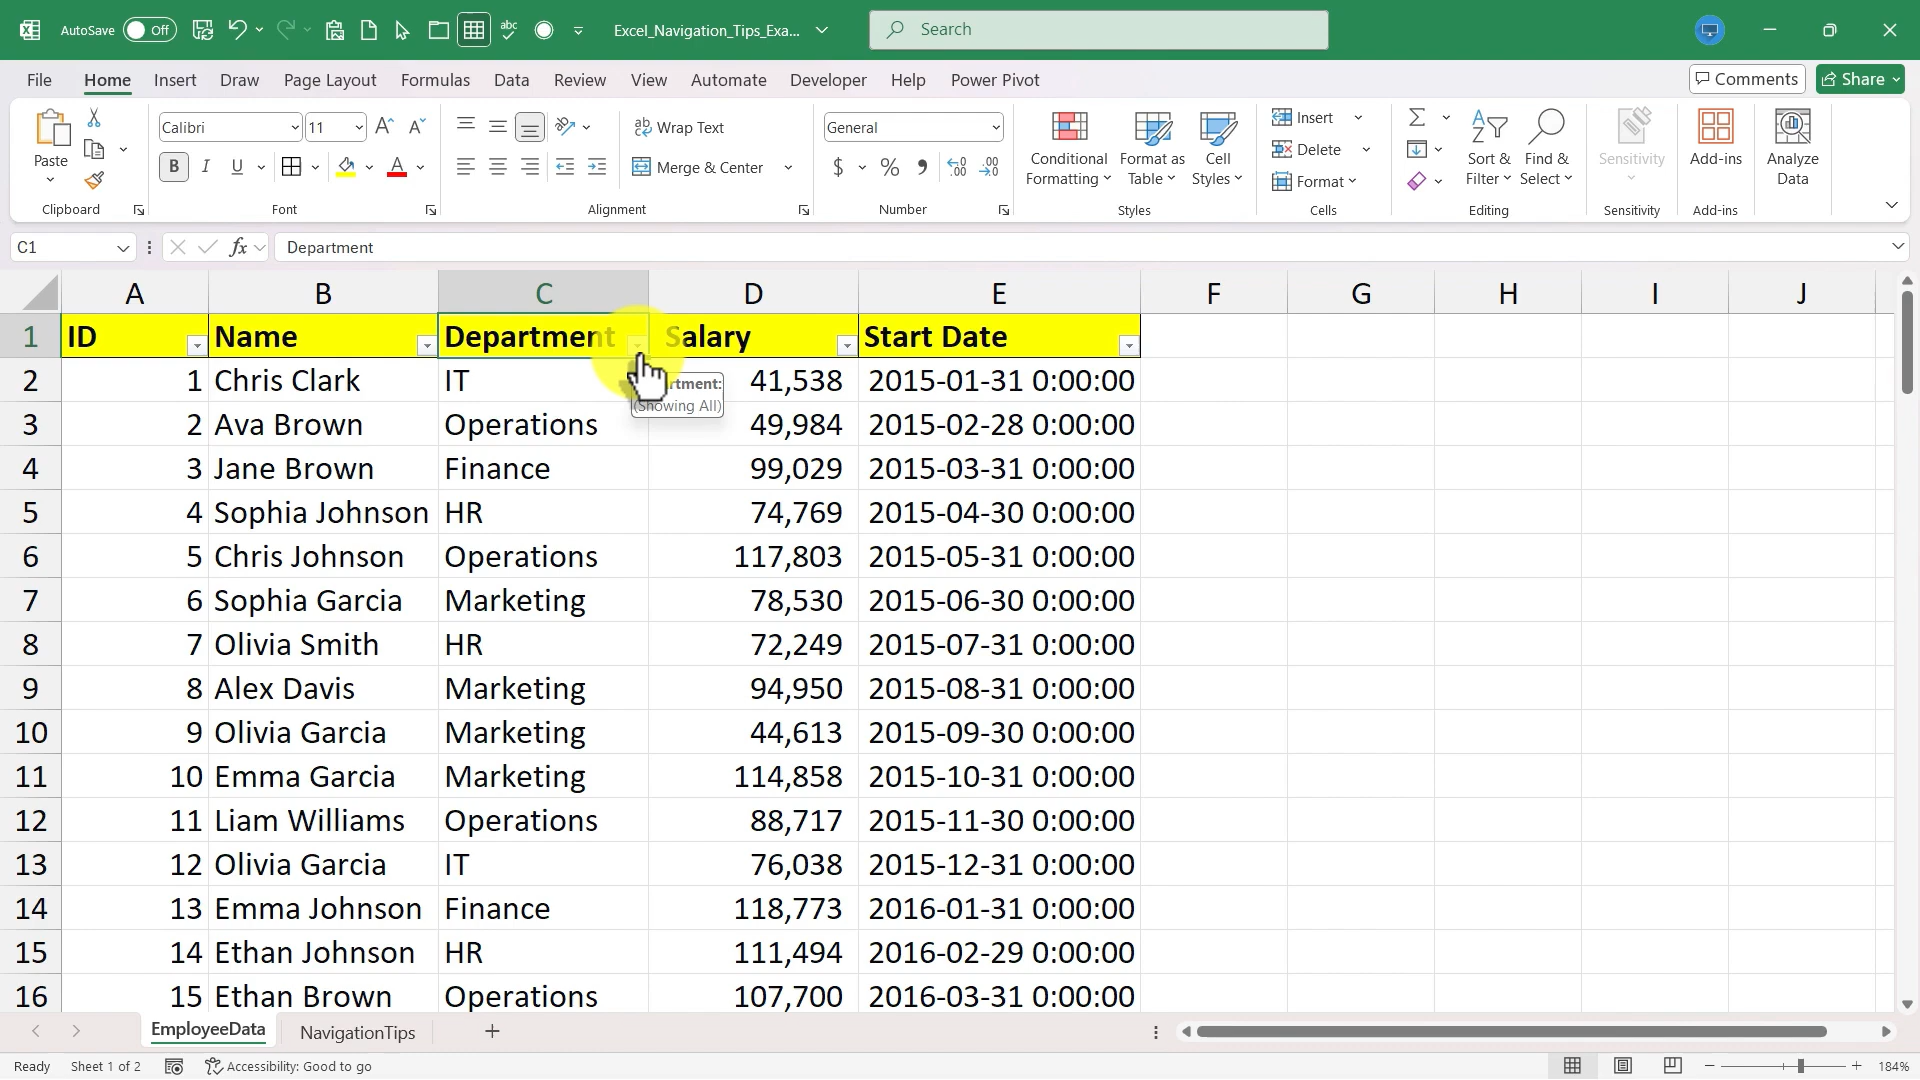 AutoSave Off abc Excel_Navigation_Tips_Exa... Search
File Home Insert Draw Page Layout Formulas Data Review View Automate Developer Help Power Pivot Comments Share
Paste
Clipboard
Calibri 11
B I U A
Font
ab Wrap Text
Merge & Center
Alignment
General
$ % 9 .00
Number
Conditional Formatting
Format as Table
Cell Styles
Styles
Insert
Delete
Format
Cells
Sort & Filter
Find & Select
Editing
Sensitivity
Sensitivity
Add-ins
Add-ins
Analyze Data
C1 fx Department
A B C D E F G H I J
1 ID Name Department Salary Start Date
2 1 Chris Clark IT 41,538 2015-01-31 0:00:00
rtment:
(Showing All)
3 2 Ava Brown Operations 49,984 2015-02-28 0:00:00
4 3 Jane Brown Finance 99,029 2015-03-31 0:00:00
5 4 Sophia Johnson HR 74,769 2015-04-30 0:00:00
6 5 Chris Johnson Operations 117,803 2015-05-31 0:00:00
7 6 Sophia Garcia Marketing 78,530 2015-06-30 0:00:00
8 7 Olivia Smith HR 72,249 2015-07-31 0:00:00
9 8 Alex Davis Marketing 94,950 2015-08-31 0:00:00
10 9 Olivia Garcia Marketing 44,613 2015-09-30 0:00:00
11 10 Emma Garcia Marketing 114,858 2015-10-31 0:00:00
12 11 Liam Williams Operations 88,717 2015-11-30 0:00:00
13 12 Olivia Garcia IT 76,038 2015-12-31 0:00:00
14 13 Emma Johnson Finance 118,773 2016-01-31 0:00:00
15 14 Ethan Johnson HR 111,494 2016-02-29 0:00:00
16 15 Ethan Brown Operations 107,700 2016-03-31 0:00:00
EmployeeData NavigationTips
Ready Sheet 1 of 2 Accessibility: Good to go 184%